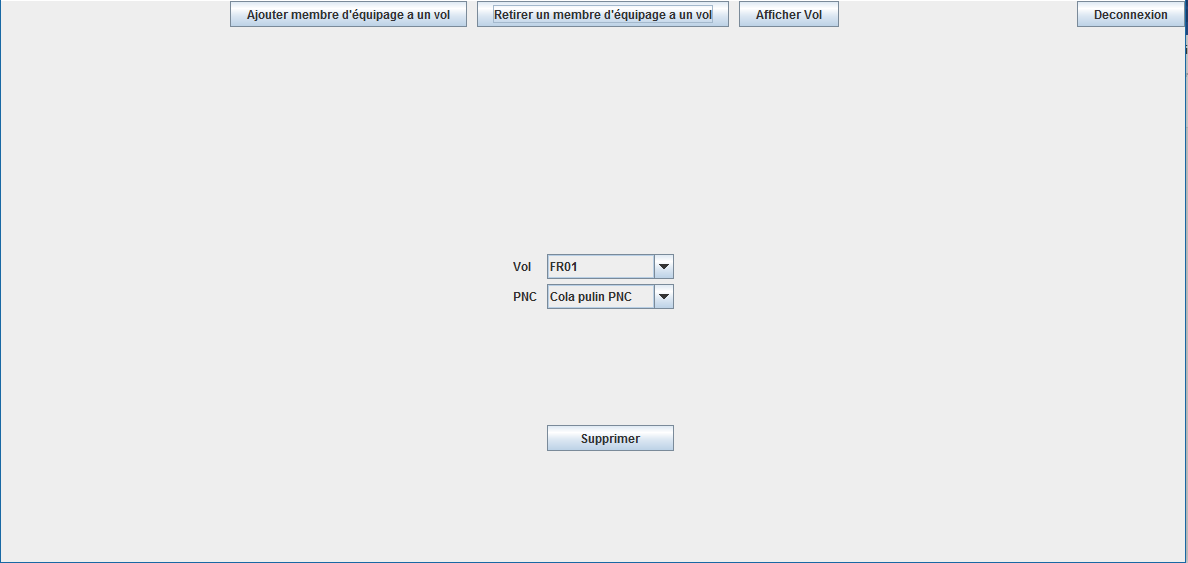 Ajouter membre d'équipage a un vol Retirer un membre d'équipage a un vol Afficher Vol Deconnexion
Vol FR01
PNC Cola pulin PNC
Supprimer